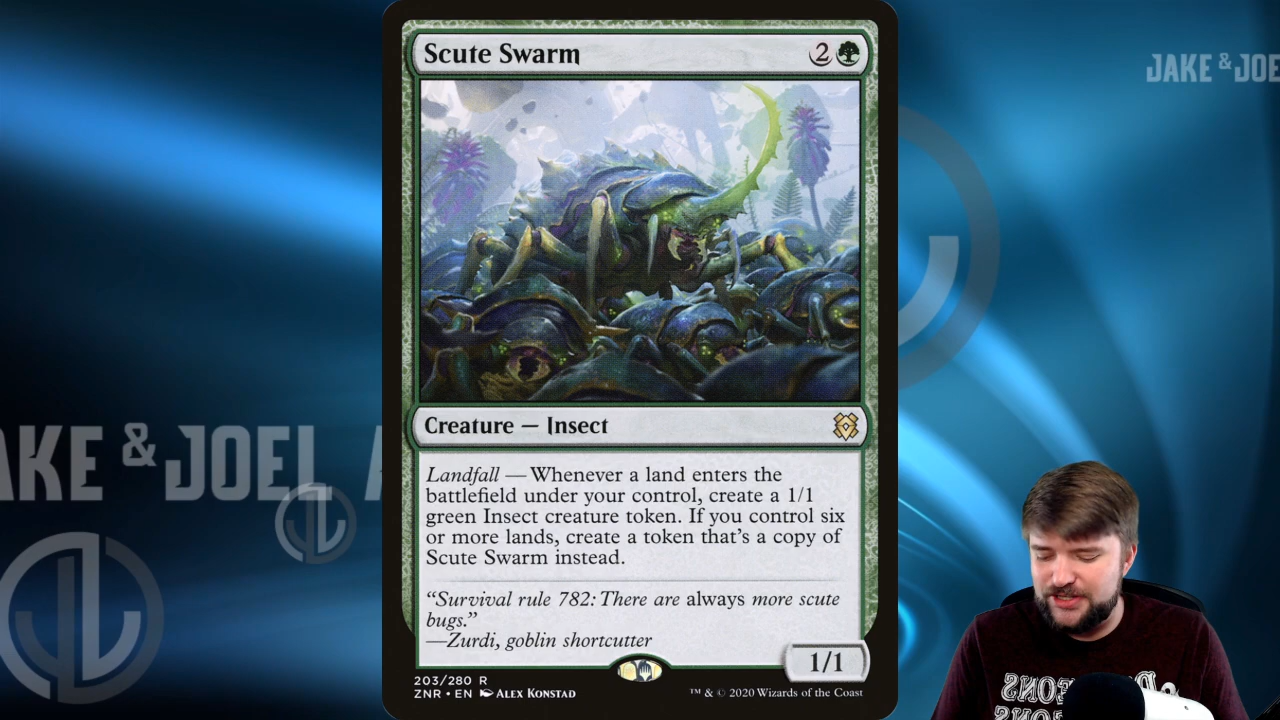 Scute Swarm 2
JAKE & JOE
Creature — Insect
JAKE & JOEL A
Landfall — Whenever a land enters the
battlefield under your control, create a 1/1
green Insect creature token. If you control six
or more lands, create a token that's a copy of
Scute Swarm instead.
"Survival rule 782: There are always more scute
bugs."
—Zurdi, goblin shortcutter
1/1
203/280 R
ZNR • EN ALEX KONSTAD
™ & © 2020 Wizards of the Coast
JL
JL